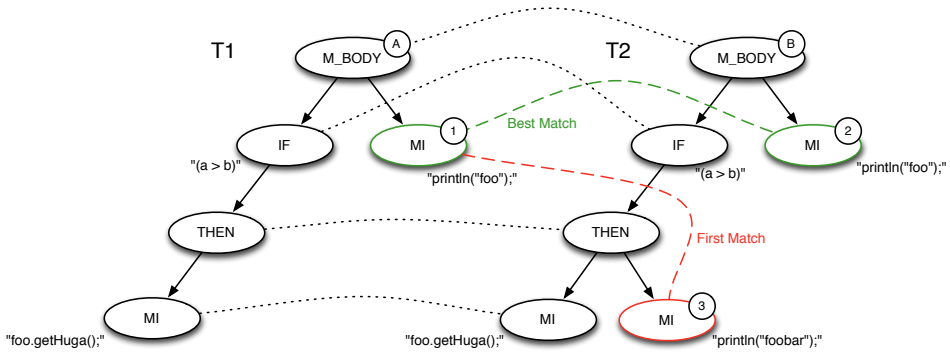 T1
M_BODY
A
T2
M_BODY
B
IF
"(a > b)"
MI
1
"println("foo");"
Best Match
IF
"(a > b)"
MI
2
"println("foo");"
THEN
THEN
First Match
MI
"foo.getHuga();"
MI
"foo.getHuga();"
MI
3
"println("foobar");"